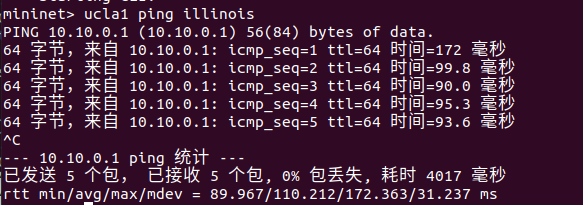 mininet> ucla1 ping illinois
PING 10.10.0.1 (10.10.0.1) 56(84) bytes of data.
64 字节，来自 10.10.0.1: icmp_seq=1 ttl=64 时间=172 毫秒
64 字节，来自 10.10.0.1: icmp_seq=2 ttl=64 时间=99.8 毫秒
64 字节，来自 10.10.0.1: icmp_seq=3 ttl=64 时间=90.0 毫秒
64 字节，来自 10.10.0.1: icmp_seq=4 ttl=64 时间=95.3 毫秒
64 字节，来自 10.10.0.1: icmp_seq=5 ttl=64 时间=93.6 毫秒
^C
--- 10.10.0.1 ping 统计 ---
已发送 5 个包， 已接收 5 个包,0% 包丢失, 耗时 4017 毫秒
rtt min/avg/max/mdev = 89.967/110.212/172.363/31.237 ms